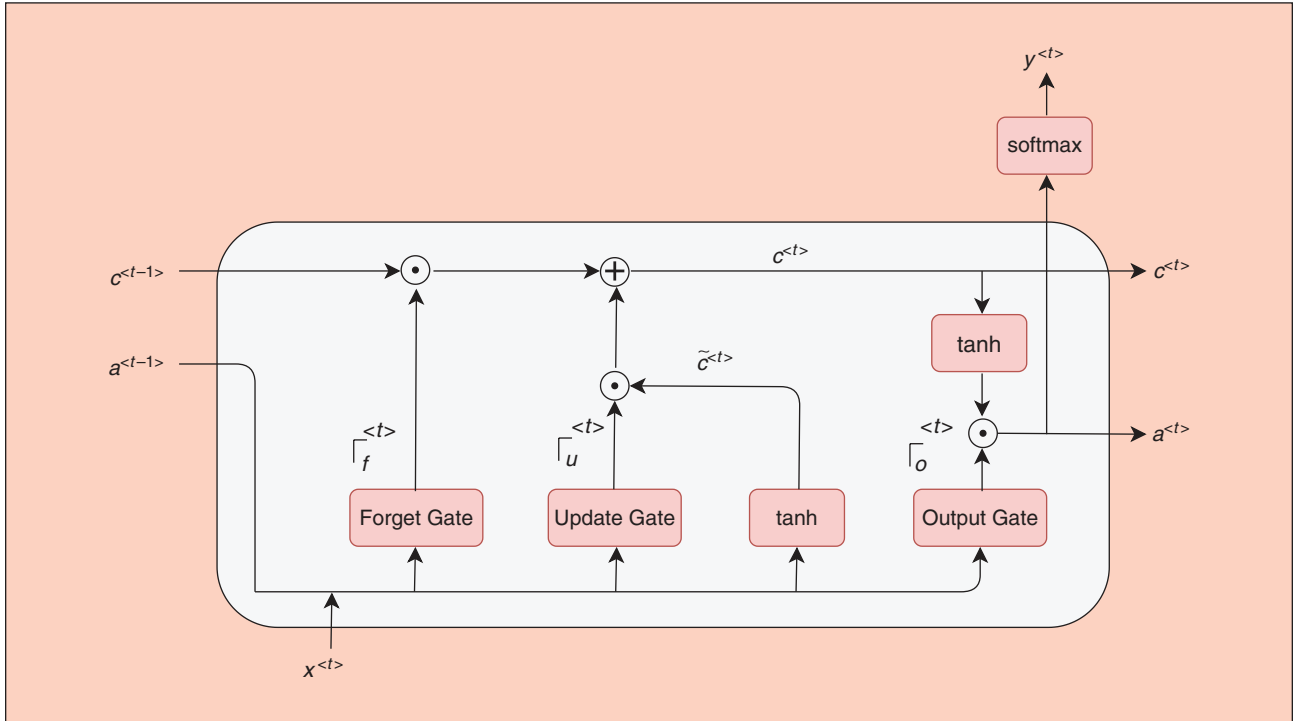 y<t>
softmax
c<t−1>
c<t>
c<t>
tanh
a<t−1>
c̃<t>
Γf<t>
Γu<t>
Γo<t>
a<t>
Forget Gate
Update Gate
tanh
Output Gate
x<t>